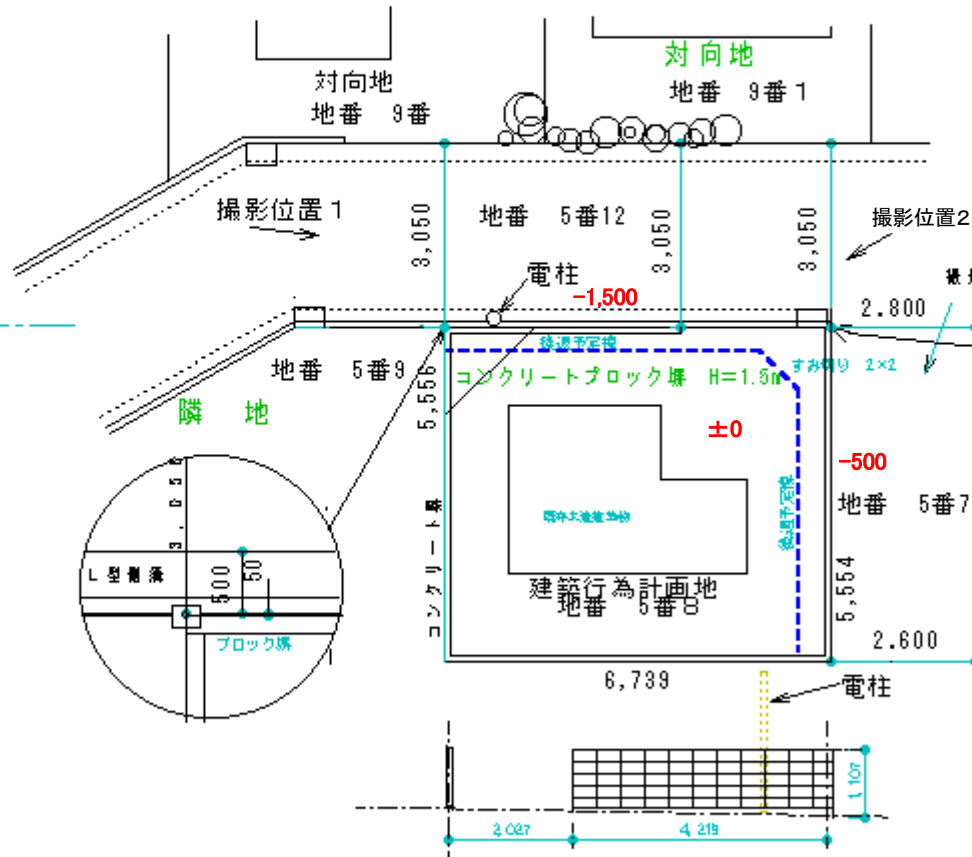 対向地
地番 9番
対向地
地番 9番1
撮影位置1
地番 5番12
撮影位置2
3,050
3,050
3,050
電柱
-1,500
2.800
後退予定線
すみ切り 2×2
地番 5番9
コンクリートブロック塀 H=1.5m
隣 地
5,556
±0
-500
後退予定線
地番 5番7
コンクリート塀
L型側溝
500
50
建築行為計画地
地番 5番8
5,554
ブロック塀
2.600
6,739
電柱
1,107
2,027
4,219